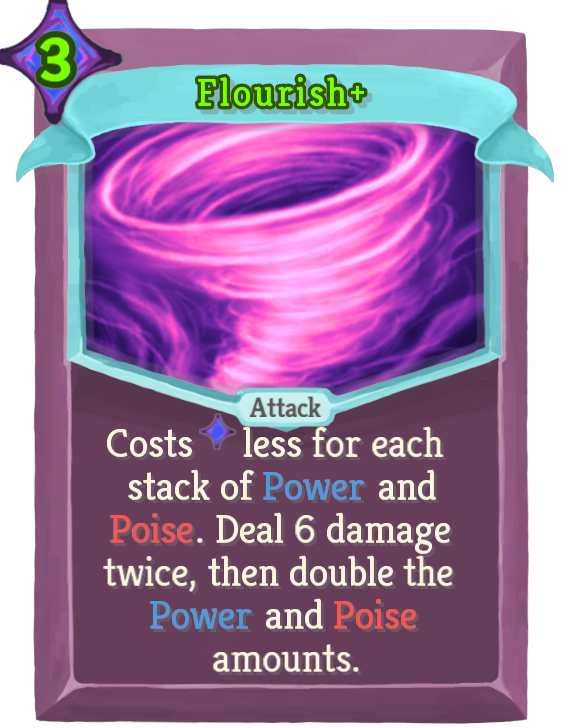 3
Flourish+
Attack
Costs less for each
stack of Power and
Poise. Deal 6 damage
twice, then double the
Power and Poise
amounts.